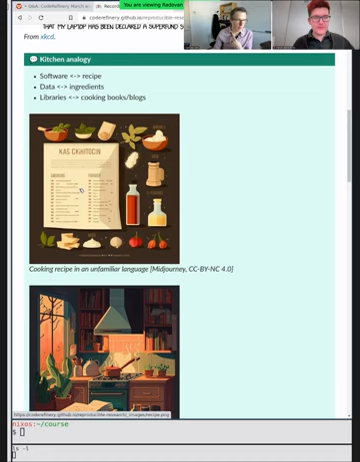 You are viewing Radovan
Q&A: CodeRefinery March
coderefinery.github.io/reproducible-rese
THAT MY LAPTOP HAS BEEN DECLARED A SUPERFUND S
From xkcd.
Kitchen analogy
Software <-> recipe
Data <-> ingredients
Libraries <-> cooking books/blogs
KAS CKIHITOCIN
Cooking recipe in an unfamiliar language [Midjourney, CC-BY-NC 4.0]
https://coderefinery.github.io/reproducible-research/_images/recipe.png
nixos:~/course
$
ls -l